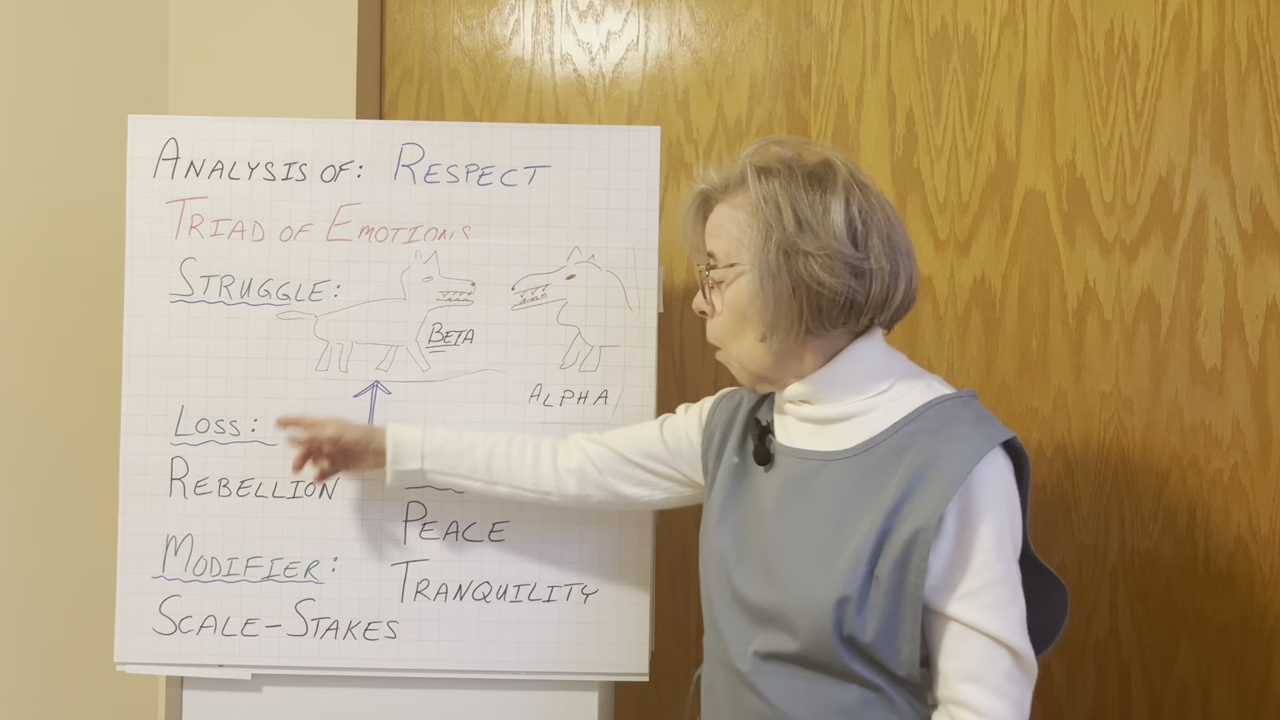 Analysis of: Respect
Triad of Emotions
Struggle:
Beta
Alpha
Loss:
Rebellion
Peace
Tranquility
Modifier:
Scale-Stakes